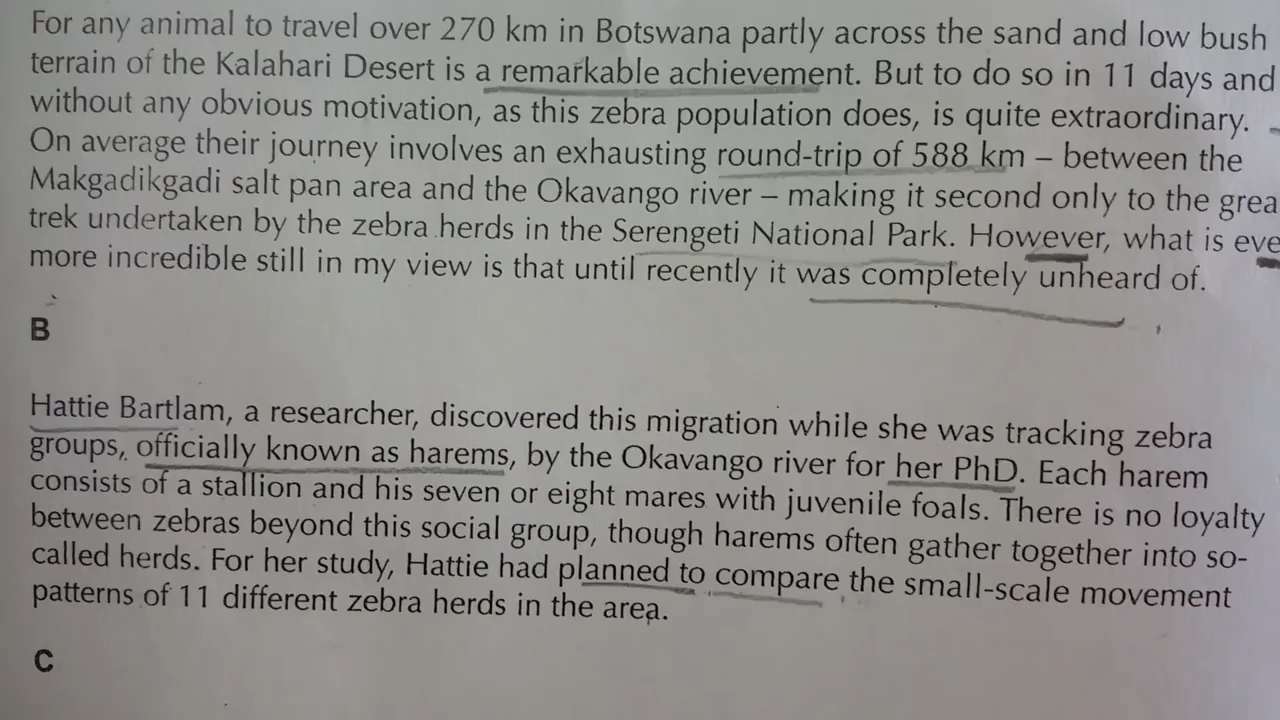 For any animal to travel over 270 km in Botswana partly across the sand and low bush
terrain of the Kalahari Desert is a remarkable achievement. But to do so in 11 days and
without any obvious motivation, as this zebra population does, is quite extraordinary.
On average their journey involves an exhausting round-trip of 588 km – between the
Makgadikgadi salt pan area and the Okavango river – making it second only to the grea
trek undertaken by the zebra herds in the Serengeti National Park. However, what is eve
more incredible still in my view is that until recently it was completely unheard of.
B
Hattie Bartlam, a researcher, discovered this migration while she was tracking zebra
groups, officially known as harems, by the Okavango river for her PhD. Each harem
consists of a stallion and his seven or eight mares with juvenile foals. There is no loyalty
between zebras beyond this social group, though harems often gather together into so-
called herds. For her study, Hattie had planned to compare the small-scale movement
patterns of 11 different zebra herds in the area.
C